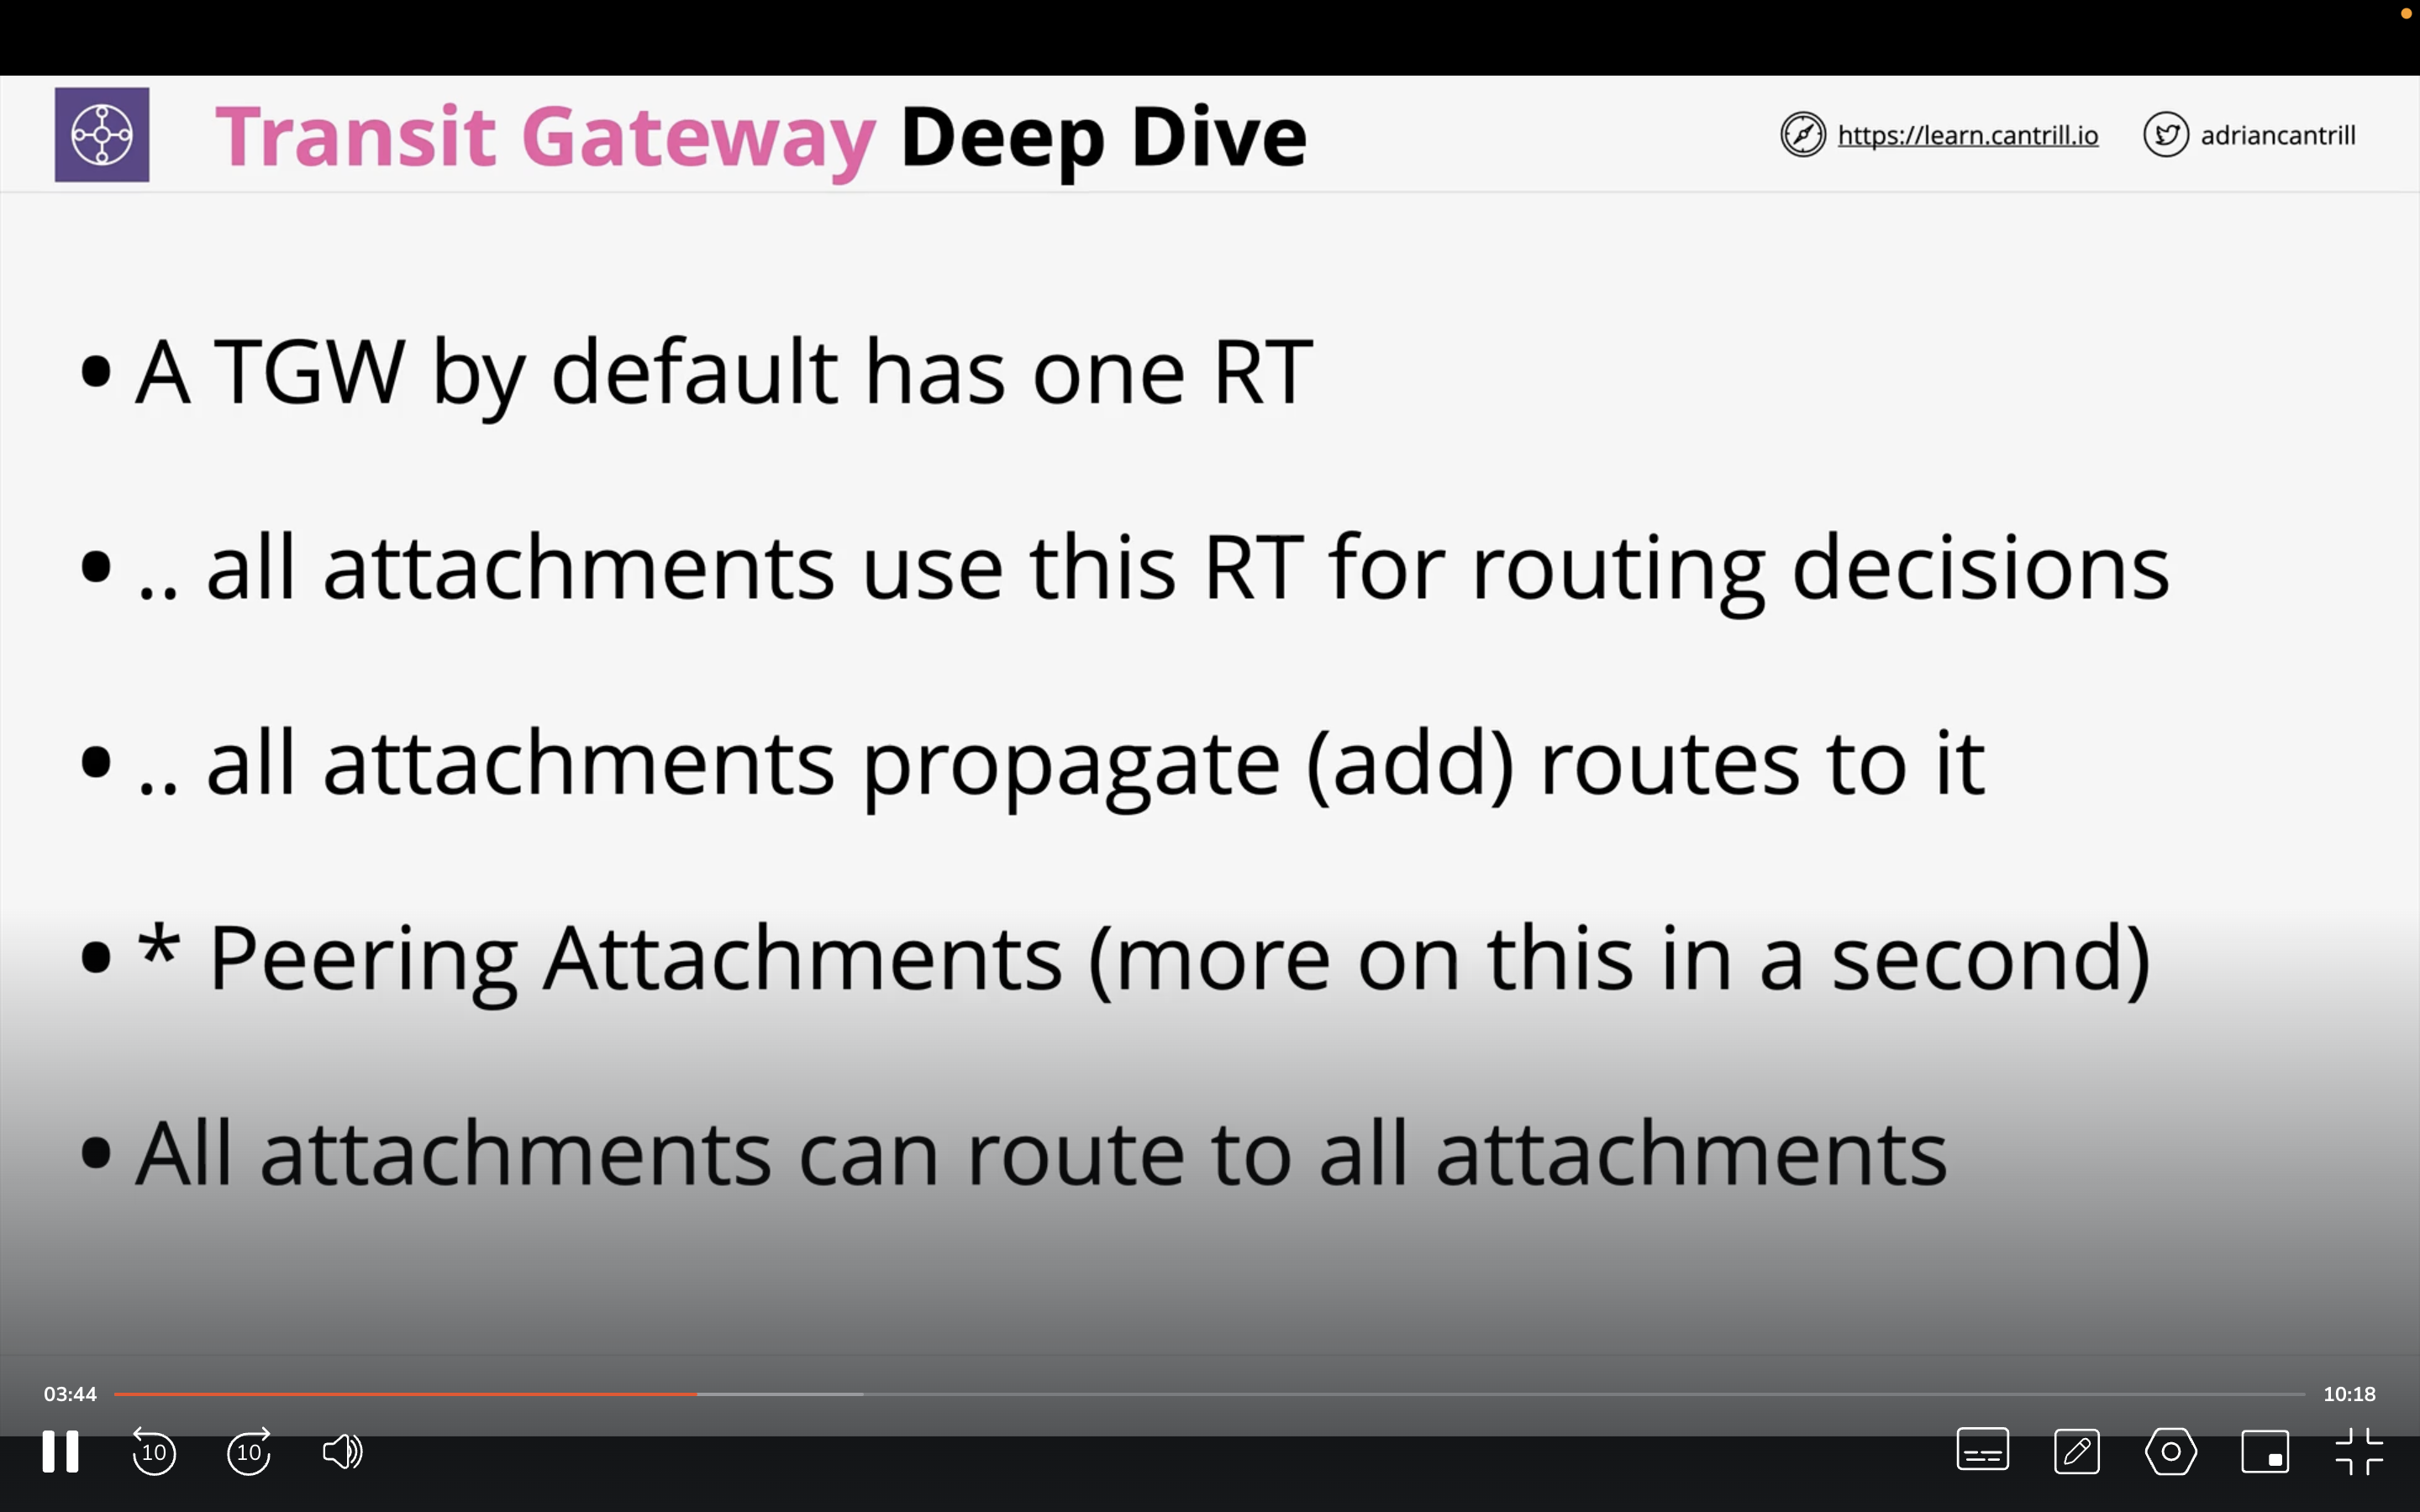 Transit Gateway Deep Dive
https://learn.cantrill.io
adriancantrill
• A TGW by default has one RT
• .. all attachments use this RT for routing decisions
• .. all attachments propagate (add) routes to it
• * Peering Attachments (more on this in a second)
• All attachments can route to all attachments
03:44
10:18
10
10